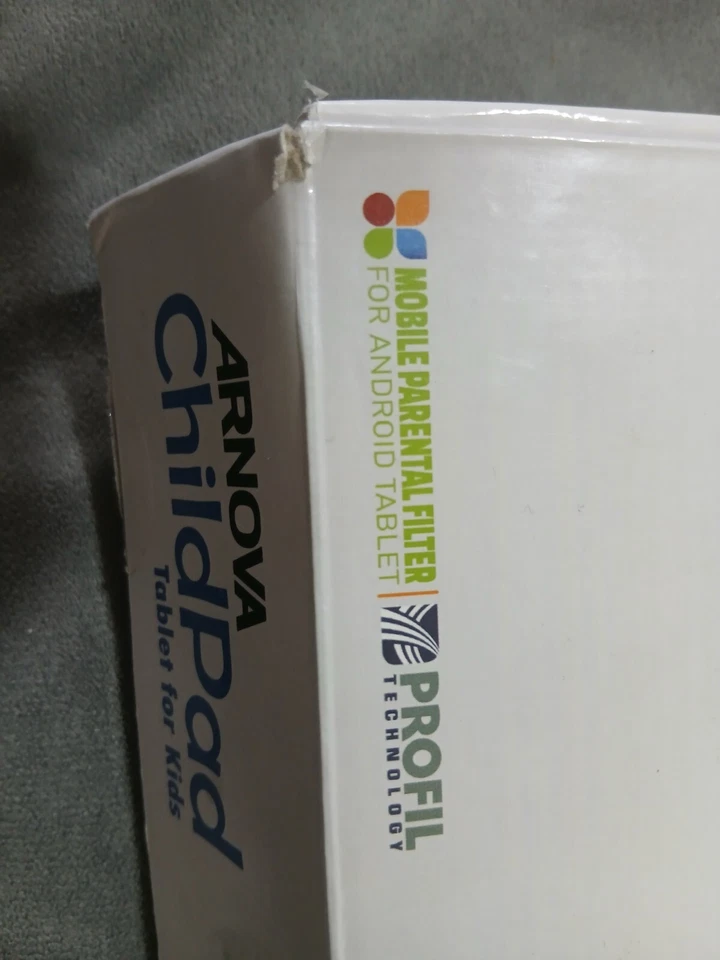 ARNOVA
ChildPad
Tablet for Kids
MOBILE PARENTAL FILTER
FOR ANDROID TABLET
PROFIL
TECHNOLOGY